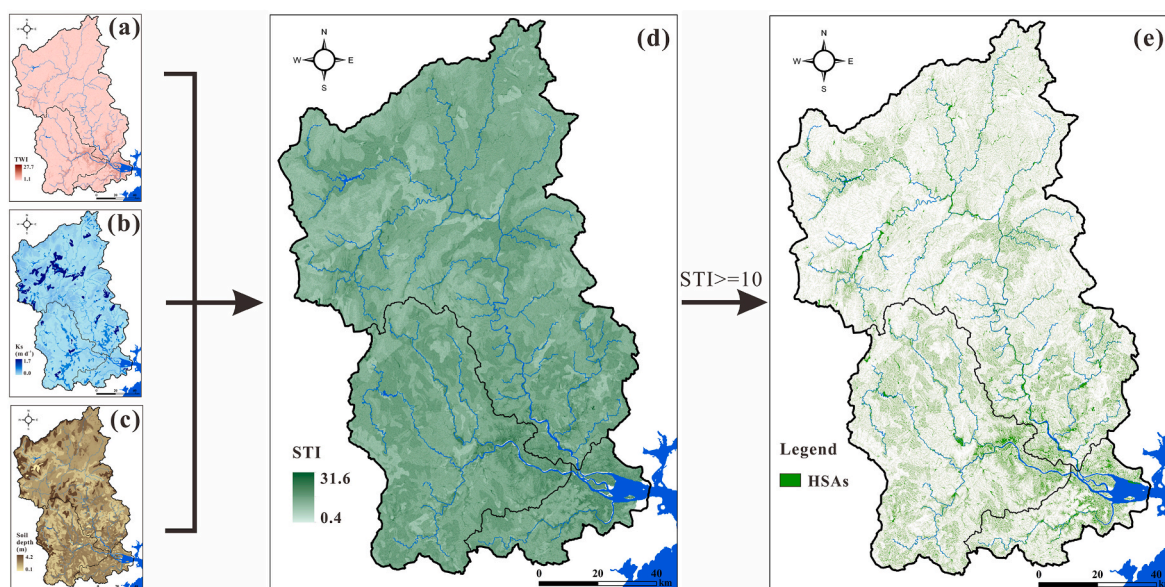 (a)
TWI
27.7
1.1
(b)
Ks
(m d⁻¹)
1.7
0.0
(c)
Soil
depth
(m)
4.2
0.1
N
W E
S
(d)
STI
31.6
0.4
0 20 40
km
STI>=10
N
W E
S
(e)
Legend
HSAs
0 20 40